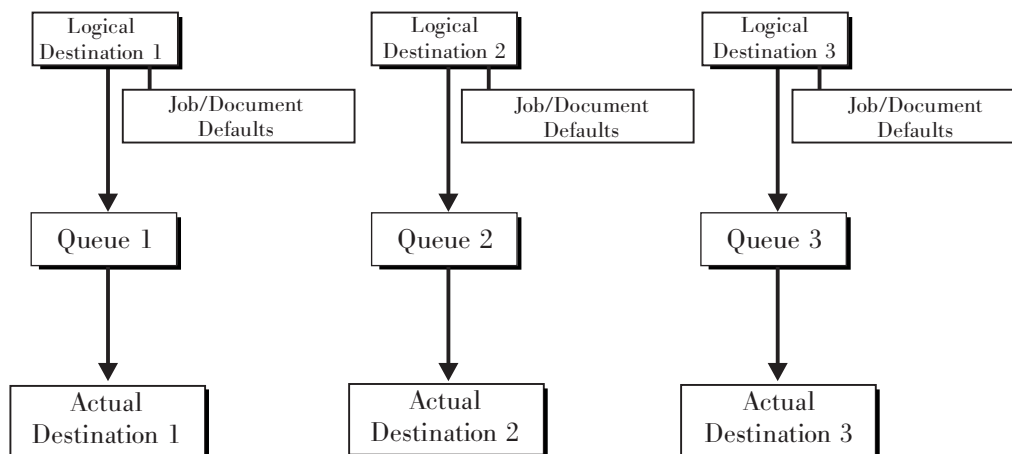 Logical
Destination 1
Logical
Destination 2
Logical
Destination 3
Job/Document
Defaults
Job/Document
Defaults
Job/Document
Defaults
Queue 1
Queue 2
Queue 3
Actual
Destination 1
Actual
Destination 2
Actual
Destination 3